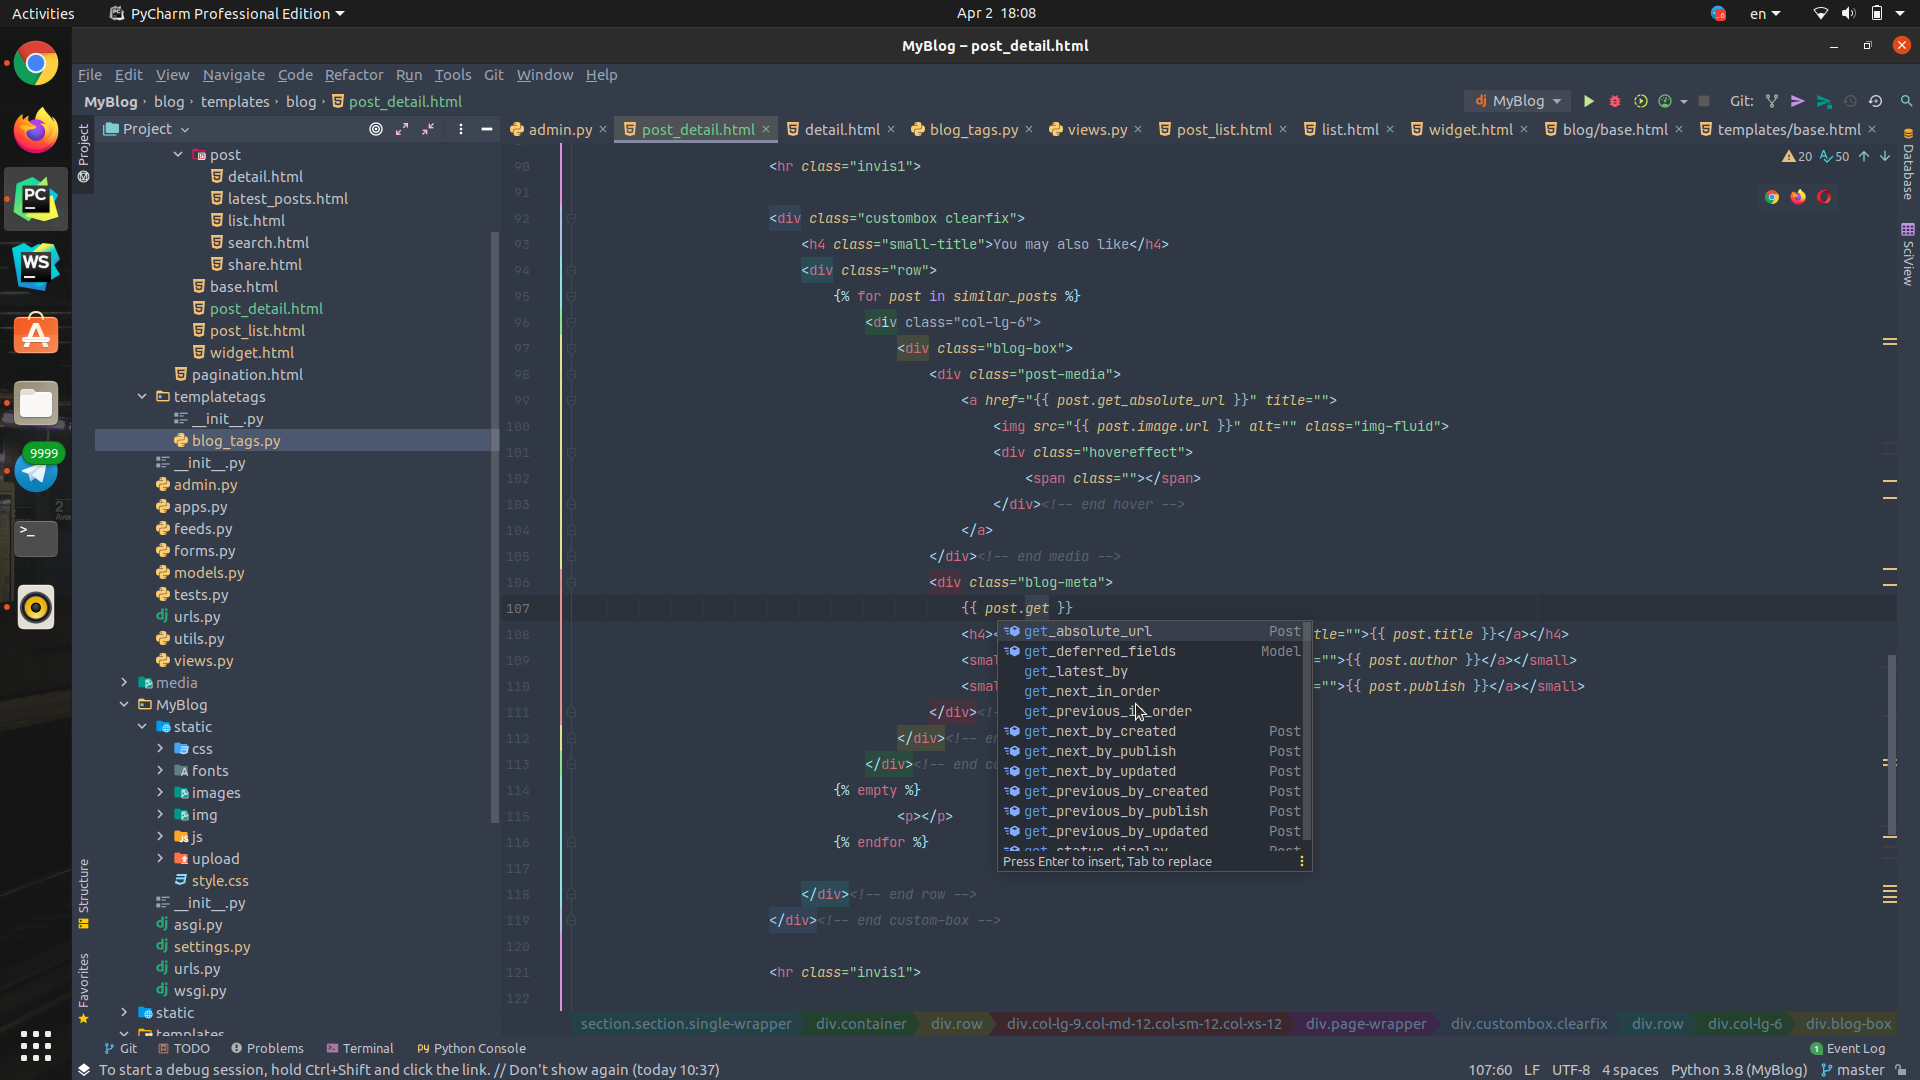 Activities
PyCharm Professional Edition
Apr 2 18:08
en
MyBlog – post_detail.html
File Edit View Navigate Code Refactor Run Tools Git Window Help
MyBlog › blog › templates › blog › post_detail.html
MyBlog
Git:
Project
admin.py
post_detail.html
detail.html
blog_tags.py
views.py
post_list.html
list.html
widget.html
blog/base.html
templates/base.html
20
50
Project
Structure
Favorites
Database
SciView
PC
WS
9999
post
detail.html
latest_posts.html
list.html
search.html
share.html
base.html
post_detail.html
post_list.html
widget.html
pagination.html
templatetags
__init__.py
blog_tags.py
__init__.py
admin.py
apps.py
feeds.py
forms.py
models.py
tests.py
urls.py
utils.py
views.py
media
MyBlog
static
css
fonts
images
img
js
upload
style.css
__init__.py
asgi.py
settings.py
urls.py
wsgi.py
static
templates
90 <hr class="invis1">
91
92 <div class="custombox clearfix">
93 <h4 class="small-title">You may also like</h4>
94 <div class="row">
95 {% for post in similar_posts %}
96 <div class="col-lg-6">
97 <div class="blog-box">
98 <div class="post-media">
99 <a href="{{ post.get_absolute_url }}" title="">
100 <img src="{{ post.image.url }}" alt="" class="img-fluid">
101 <div class="hovereffect">
102 <span class=""></span>
103 </div><!-- end hover -->
104 </a>
105 </div><!-- end media -->
106 <div class="blog-meta">
107 {{ post.get }}
108 <h4>< tle="">{{ post.title }}</a></h4>
109 <smal ="">{{ post.author }}</a></small>
110 <smal ="">{{ post.publish }}</a></small>
111 </div><!-
112 </div><!-- en
113 </div><!-- end co
114 {% empty %}
115 <p></p>
116 {% endfor %}
117
118 </div><!-- end row -->
119 </div><!-- end custom-box -->
120
121 <hr class="invis1">
122
get_absolute_url Post
get_deferred_fields Model
get_latest_by
get_next_in_order
get_previous_in_order
get_next_by_created Post
get_next_by_publish Post
get_next_by_updated Post
get_previous_by_created Post
get_previous_by_publish Post
get_previous_by_updated Post
get_status_display Post
Press Enter to insert, Tab to replace
section.section.single-wrapper
div.container
div.row
div.col-lg-9.col-md-12.col-sm-12.col-xs-12
div.page-wrapper
div.custombox.clearfix
div.row
div.col-lg-6
div.blog-box
Git
TODO
Problems
Terminal
Python Console
1 Event Log
To start a debug session, hold Ctrl+Shift and click the link. // Don't show again (today 10:37)
107:60 LF UTF-8 4 spaces Python 3.8 (MyBlog) master